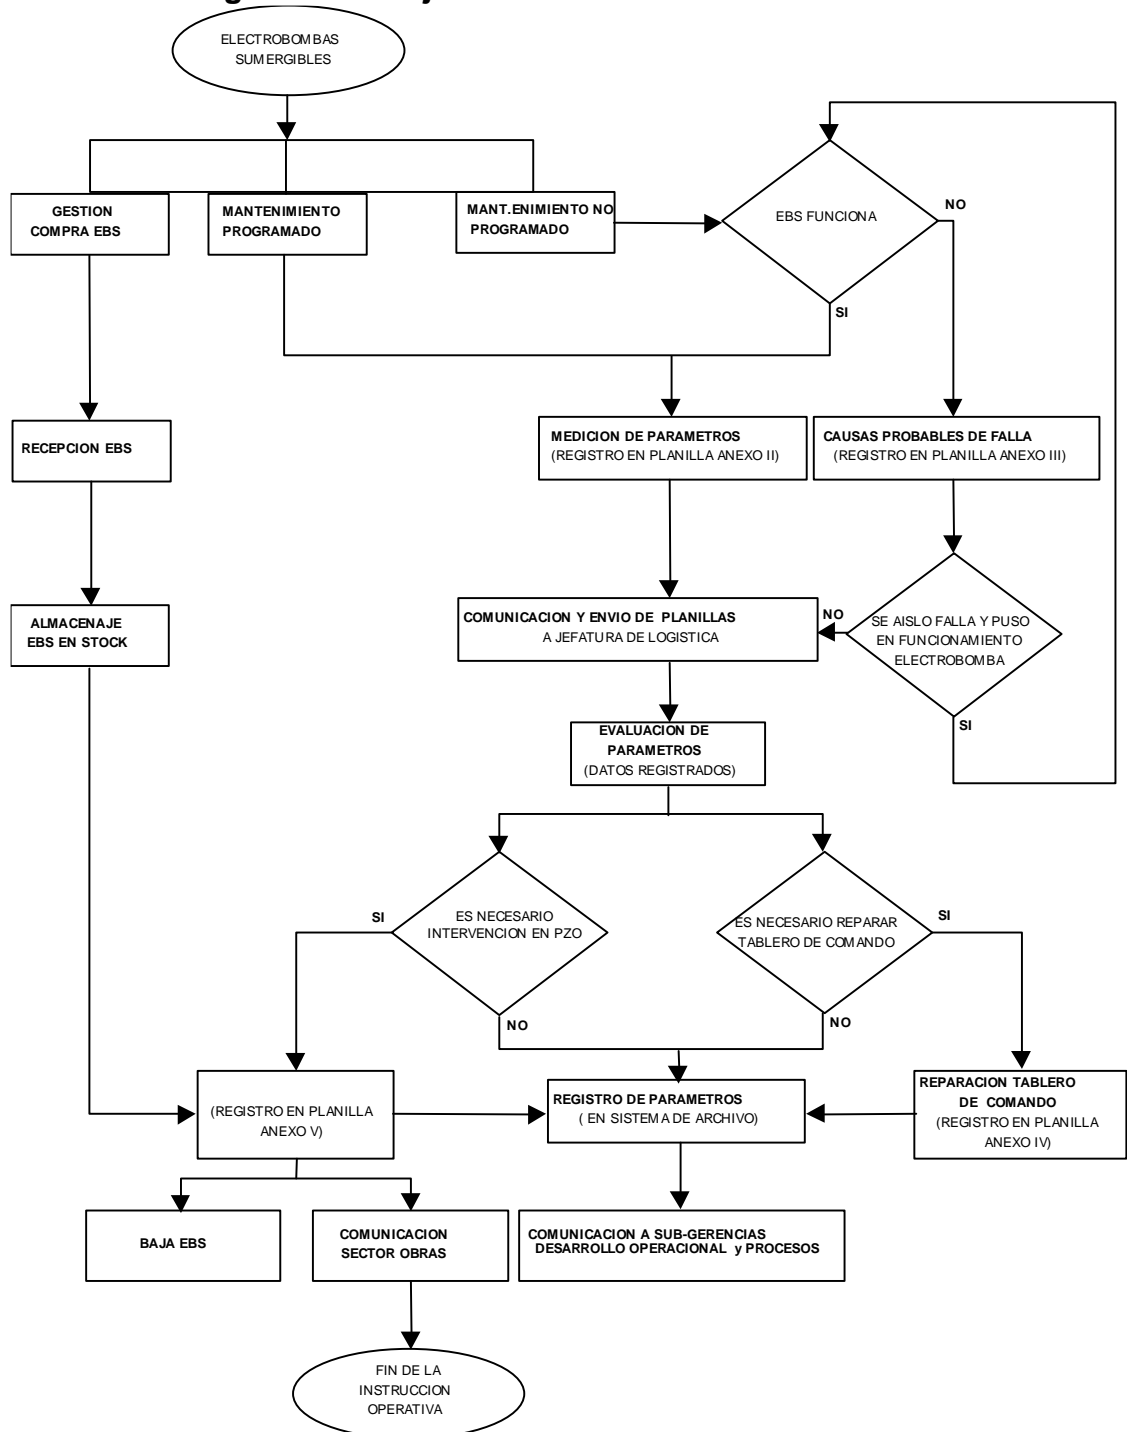 ELECTROBOMBAS
SUMERGIBLES
GESTION
COMPRA EBS
MANTENIMIENTO
PROGRAMADO
MANT.ENIMIENTO NO
PROGRAMADO
EBS FUNCIONA
NO
SI
RECEPCION EBS
MEDICION DE PARAMETROS
(REGISTRO EN PLANILLA ANEXO II)
CAUSAS PROBABLES DE FALLA
(REGISTRO EN PLANILLA ANEXO III)
ALMACENAJE
EBS EN STOCK
COMUNICACION Y ENVIO DE PLANILLAS
A JEFATURA DE LOGISTICA
NO
SE AISLO FALLA Y PUSO
EN FUNCIONAMIENTO
ELECTROBOMBA
SI
EVALUACION DE
PARAMETROS
(DATOS REGISTRADOS)
SI
ES NECESARIO
INTERVENCION EN PZO
NO
ES NECESARIO REPARAR
TABLERO DE COMANDO
SI
NO
(REGISTRO EN PLANILLA
ANEXO V)
REGISTRO DE PARAMETROS
( EN SISTEMA DE ARCHIVO)
REPARACION TABLERO
DE COMANDO
(REGISTRO EN PLANILLA
ANEXO IV)
BAJA EBS
COMUNICACION
SECTOR OBRAS
COMUNICACION A SUB-GERENCIAS
DESARROLLO OPERACIONAL y PROCESOS
FIN DE LA
INSTRUCCION
OPERATIVA